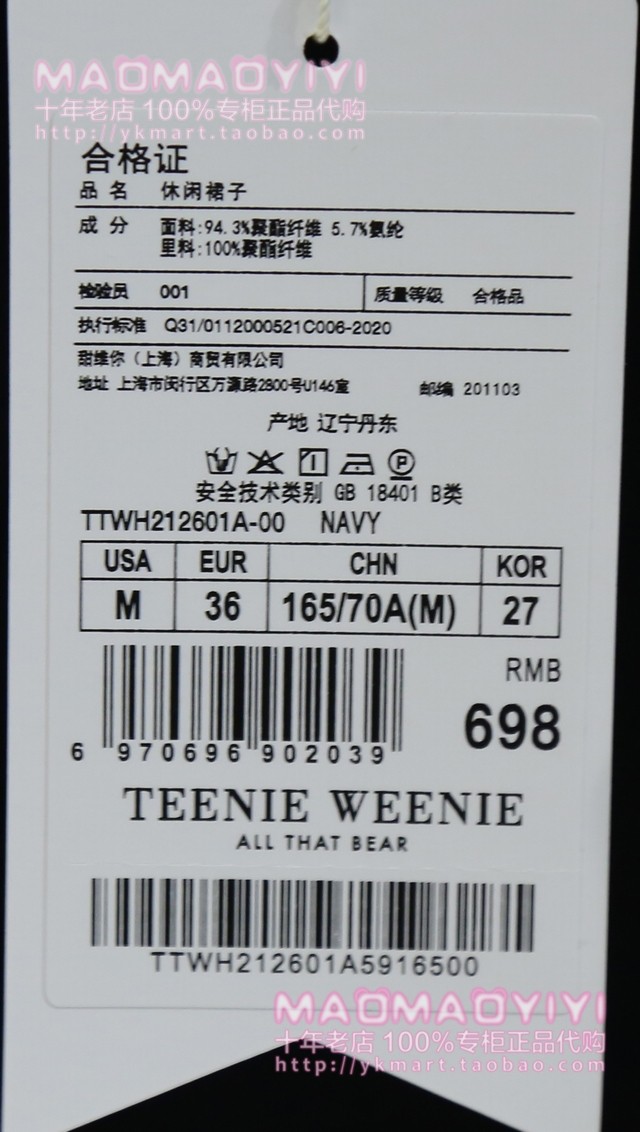 MAOMAOYIYI
十年老店 100%专柜正品代购
http://ykmart.taobao.com
合格证
品 名 休闲裙子
成 分 面料:94.3%聚酯纤维 5.7%氨纶
里料:100%聚酯纤维
检验员 001 质量等级 合格品
执行标准 Q31/0112000521C006-2020
甜维你（上海）商贸有限公司
地址 上海市闵行区万源路2800号U146室 邮编 201103
产地 辽宁丹东
P
安全技术类别 GB 18401 B类
TTWH212601A-00 NAVY
USA EUR CHN KOR
M 36 165/70A(M) 27
RMB
698
6 970696 902039
TEENIE WEENIE
ALL THAT BEAR
TTWH212601A5916500
MAOMAOYIYI
十年老店 100%专柜正品代购
http://ykmart.taobao.com